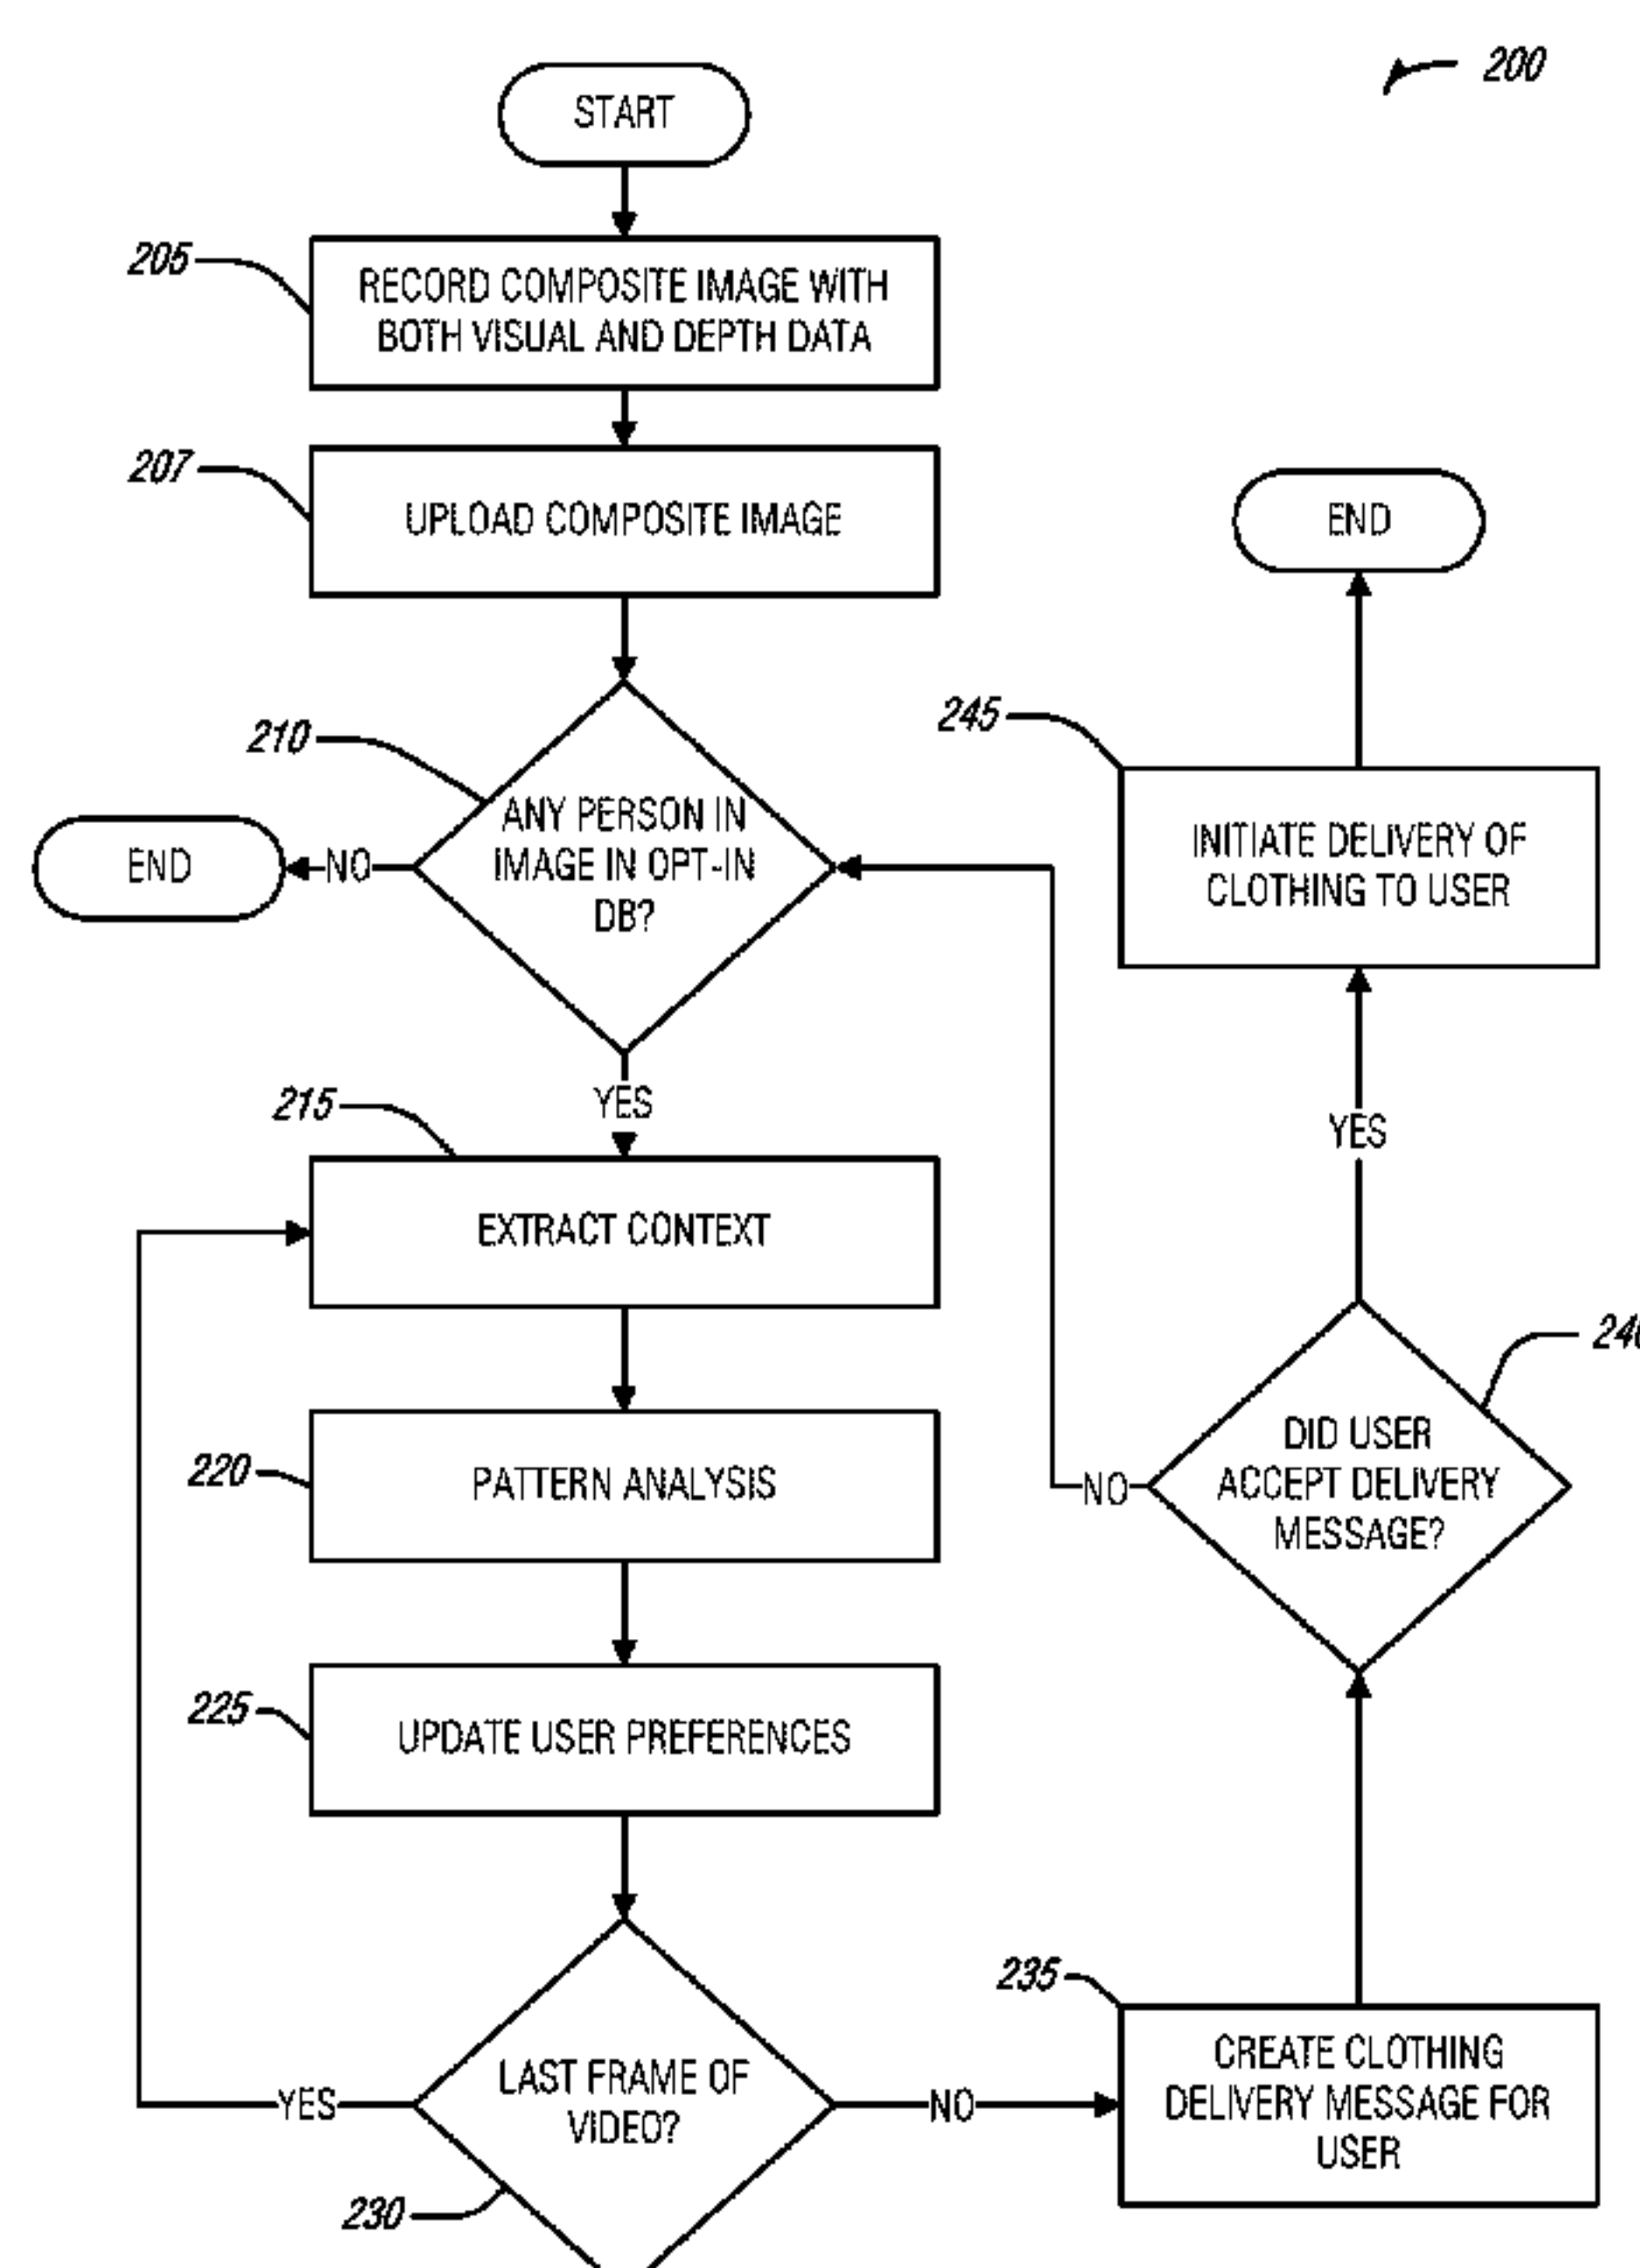 200
START
205
RECORD COMPOSITE IMAGE WITH
BOTH VISUAL AND DEPTH DATA
207
UPLOAD COMPOSITE IMAGE
END
210
ANY PERSON IN
IMAGE IN OPT-IN
DB?
NO
END
YES
245
INITIATE DELIVERY OF
CLOTHING TO USER
YES
215
EXTRACT CONTEXT
220
PATTERN ANALYSIS
DID USER
ACCEPT DELIVERY
MESSAGE?
NO
225
UPDATE USER PREFERENCES
LAST FRAME OF
VIDEO?
YES
NO
230
235
CREATE CLOTHING
DELIVERY MESSAGE FOR
USER